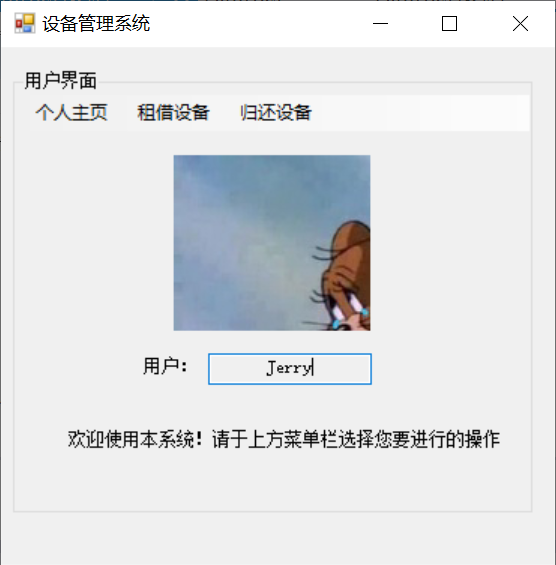 设备管理系统
用户界面
个人主页 租借设备 归还设备
用户: Jerry
欢迎使用本系统!请于上方菜单栏选择您要进行的操作